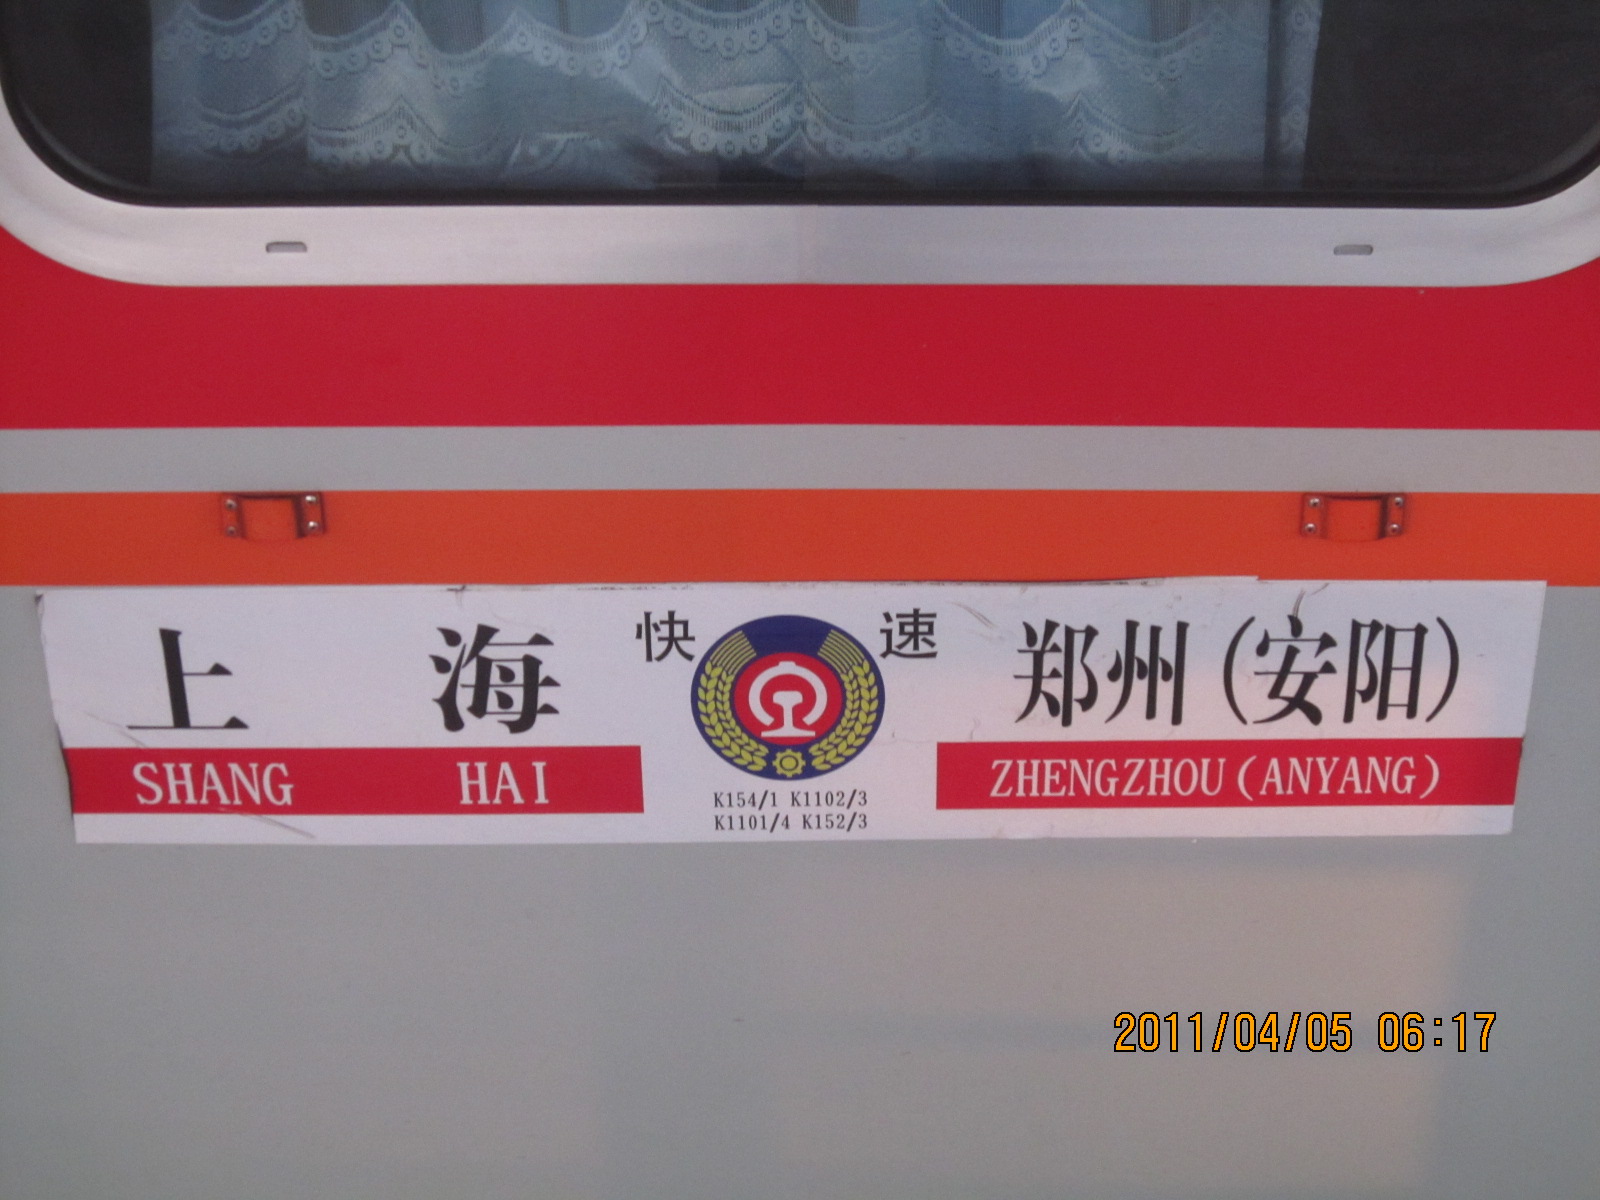 上海 快速 郑州(安阳)
SHANG HAI ZHENGZHOU(ANYANG)
K154/1 K1102/3
K1101/4 K152/3
2011/04/05 06:17